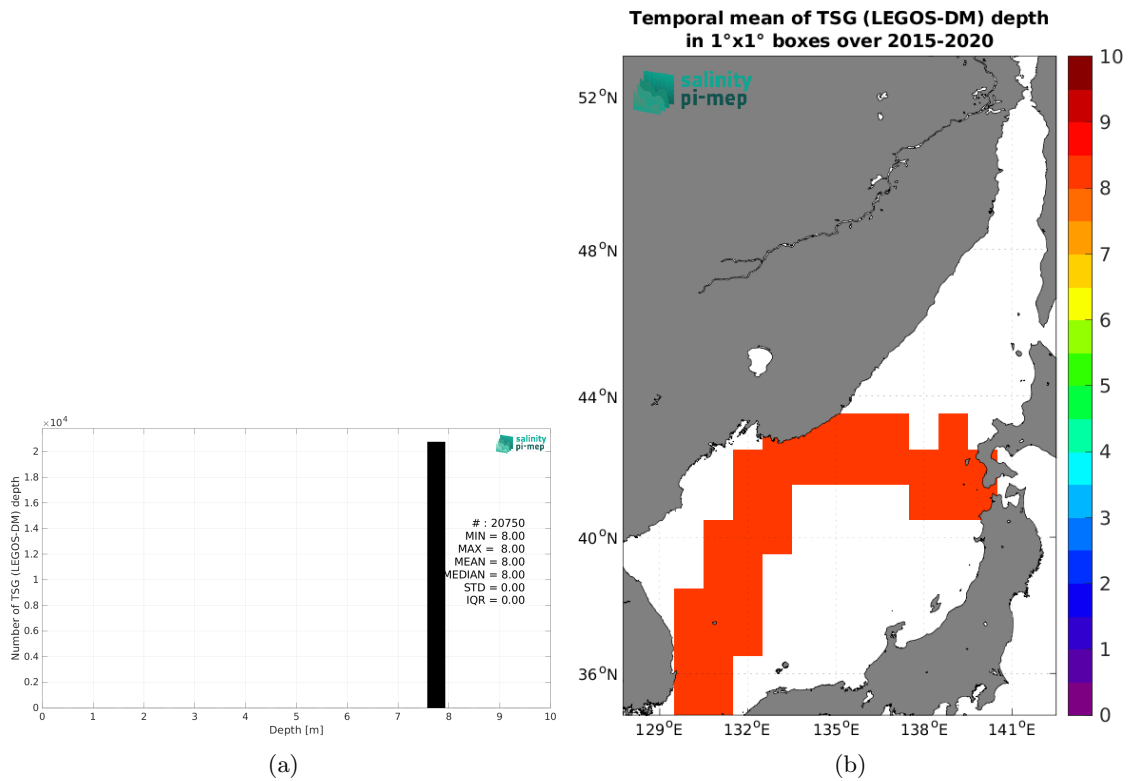 ×10⁴
2
1.8
1.6
1.4
1.2
1
0.8
0.6
0.4
0.2
0
Number of TSG (LEGOS-DM) depth
salinity
pi-mep
# : 20750
MIN = 8.00
MAX = 8.00
MEAN = 8.00
MEDIAN = 8.00
STD = 0.00
IQR = 0.00
0 1 2 3 4 5 6 7 8 9 10
Depth [m]
(a)
Temporal mean of TSG (LEGOS-DM) depth
in 1°x1° boxes over 2015-2020
salinity
pi-mep
52°N
48°N
44°N
40°N
36°N
129°E 132°E 135°E 138°E 141°E
10
9
8
7
6
5
4
3
2
1
0
(b)